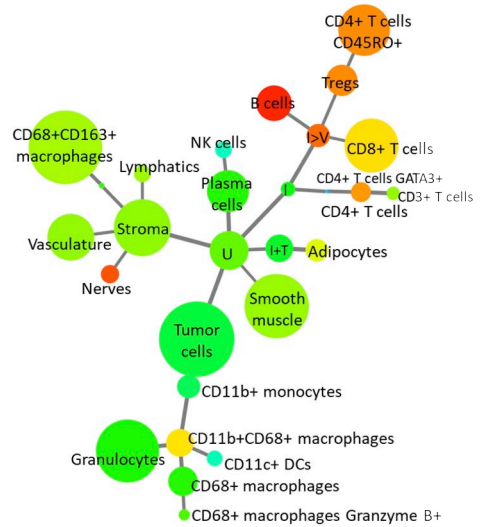 CD4+ T cells
CD45RO+
Tregs
B cells
I>V
CD8+ T cells
CD68+CD163+
macrophages
NK cells
Lymphatics
Plasma
cells
I
CD4+ T cells GATA3+
CD3+ T cells
CD4+ T cells
Stroma
Vasculature
U
I+T
Adipocytes
Nerves
Smooth
muscle
Tumor
cells
CD11b+ monocytes
CD11b+CD68+ macrophages
Granulocytes
CD11c+ DCs
CD68+ macrophages
CD68+ macrophages Granzyme B+